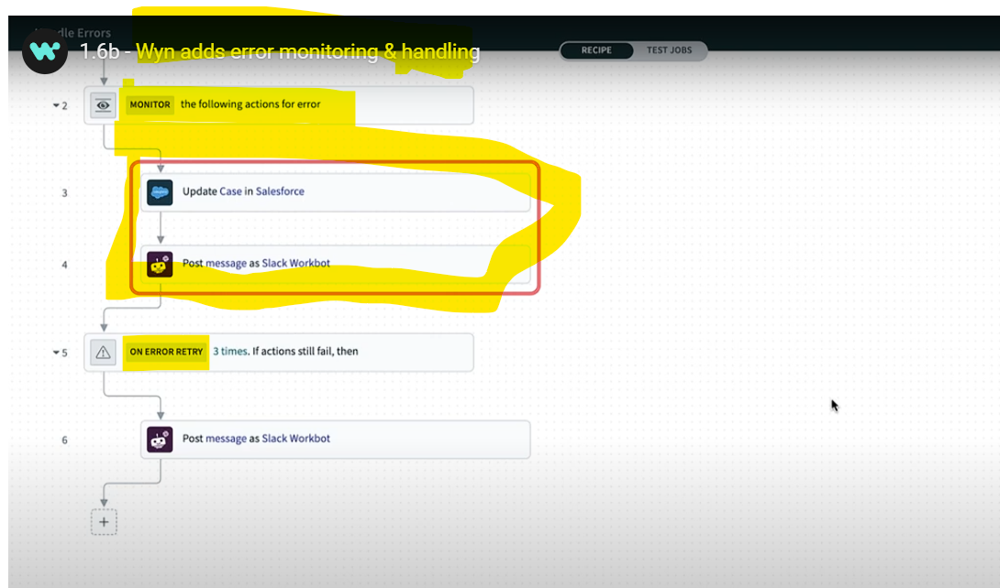 dle Errors
1.6b - Wyn adds error monitoring & handling
RECIPE
TEST JOBS
2
MONITOR the following actions for error
3
Update Case in Salesforce
4
Post message as Slack Workbot
5
ON ERROR RETRY 3 times. If actions still fail, then
6
Post message as Slack Workbot
+